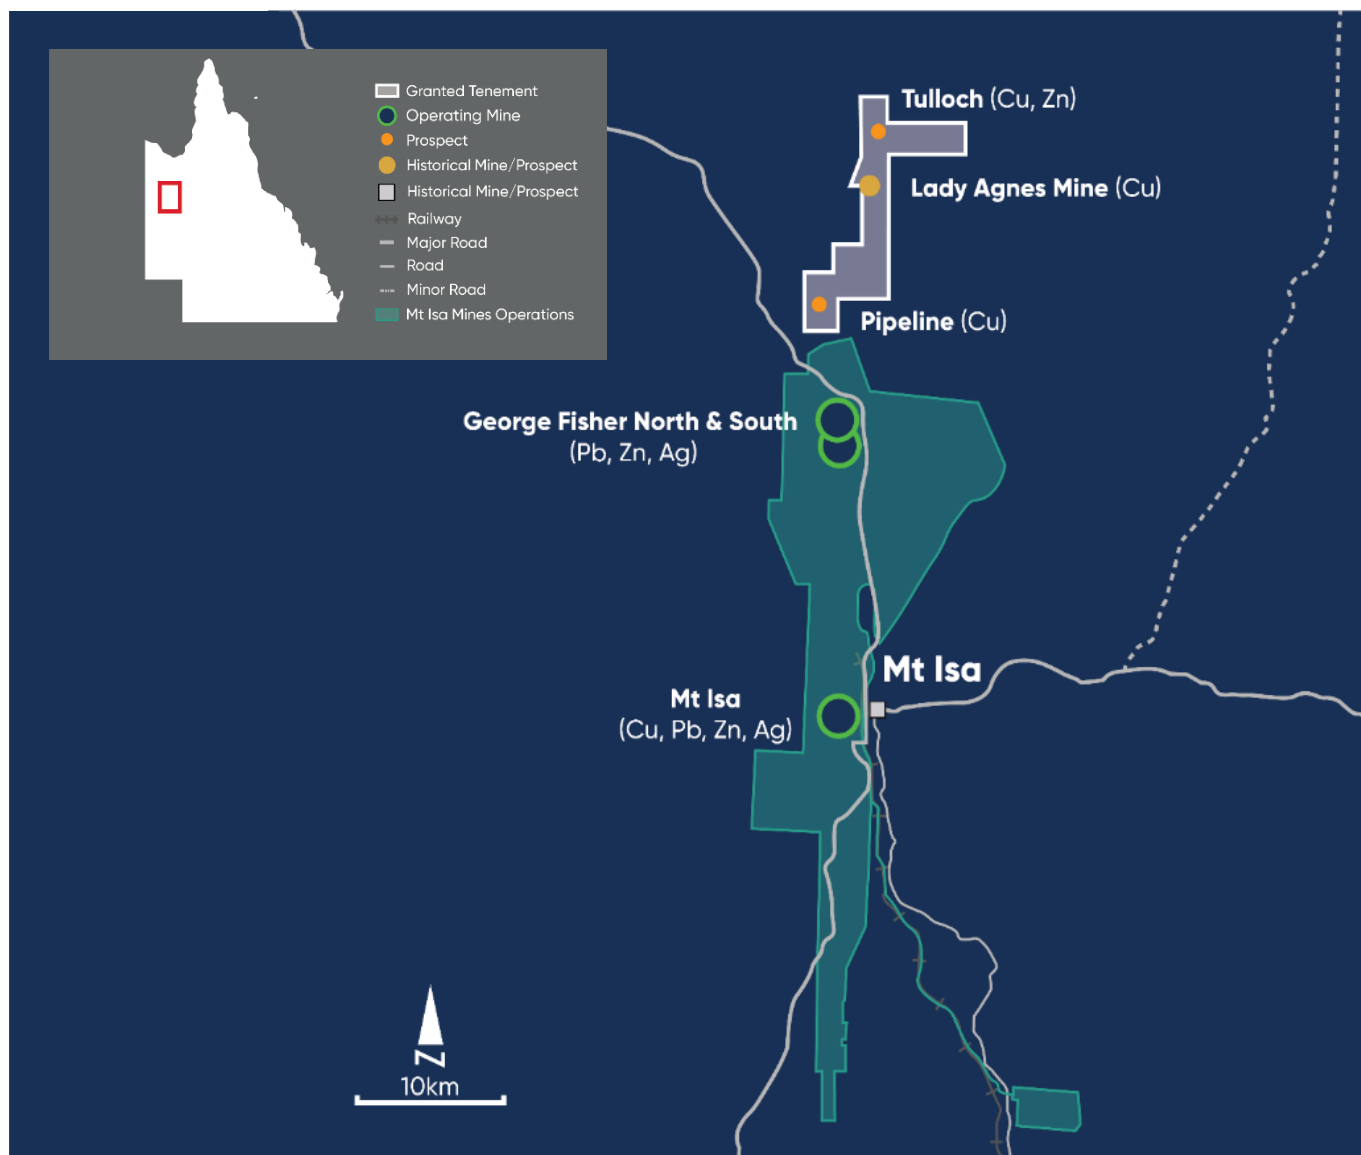 Granted Tenement
Operating Mine
Prospect
Historical Mine/Prospect
Historical Mine/Prospect
Railway
Major Road
Road
Minor Road
Mt Isa Mines Operations
Tulloch (Cu, Zn)
Lady Agnes Mine (Cu)
Pipeline (Cu)
George Fisher North & South
(Pb, Zn, Ag)
Mt Isa
Mt Isa
(Cu, Pb, Zn, Ag)
N
10km